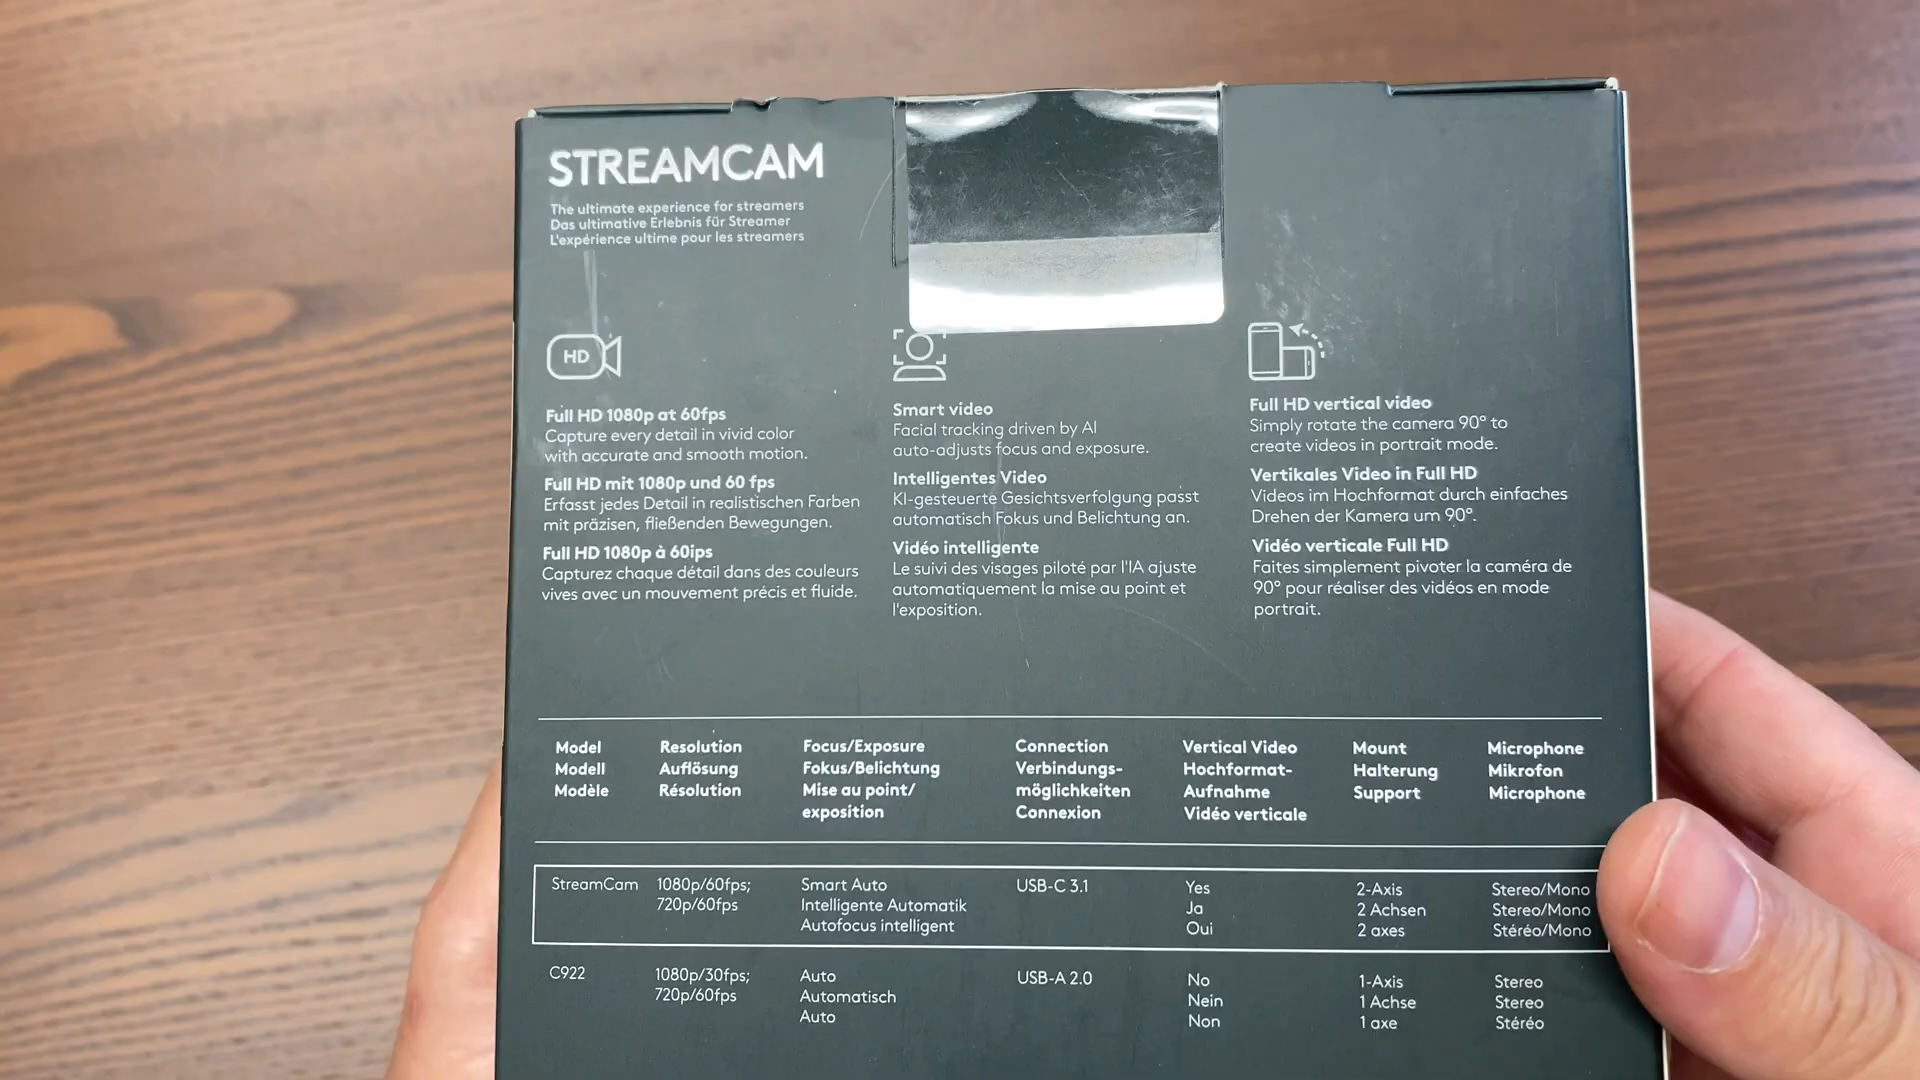 STREAMCAM
The ultimate experience for streamers
Das ultimative Erlebnis für Streamer
L'expérience ultime pour les streamers
HD
Full HD 1080p at 60fps
Capture every detail in vivid color
with accurate and smooth motion.
Full HD mit 1080p und 60 fps
Erfasst jedes Detail in realistischen Farben
mit präzisen, fließenden Bewegungen.
Full HD 1080p à 60ips
Capturez chaque détail dans des couleurs
vives avec un mouvement précis et fluide.
Smart video
Facial tracking driven by AI
auto-adjusts focus and exposure.
Intelligentes Video
KI-gesteuerte Gesichtsverfolgung passt
automatisch Fokus und Belichtung an.
Vidéo intelligente
Le suivi des visages piloté par l'IA ajuste
automatiquement la mise au point et
l'exposition.
Full HD vertical video
Simply rotate the camera 90° to
create videos in portrait mode.
Vertikales Video in Full HD
Videos im Hochformat durch einfaches
Drehen der Kamera um 90°.
Vidéo verticale Full HD
Faites simplement pivoter la caméra de
90° pour réaliser des vidéos en mode
portrait.
Model Resolution Focus/Exposure Connection Vertical Video Mount Microphone
Modell Auflösung Fokus/Belichtung Verbindungs- Hochformat- Halterung Mikrofon
Modèle Résolution Mise au point/ möglichkeiten Aufnahme Support Microphone
exposition Connexion Vidéo verticale
StreamCam 1080p/60fps; Smart Auto USB-C 3.1 Yes 2-Axis Stereo/Mono
720p/60fps Intelligente Automatik Ja 2 Achsen Stereo/Mono
Autofocus intelligent Oui 2 axes Stéréo/Mono
C922 1080p/30fps; Auto USB-A 2.0 No 1-Axis Stereo
720p/60fps Automatisch Nein 1 Achse Stereo
Auto Non 1 axe Stéréo